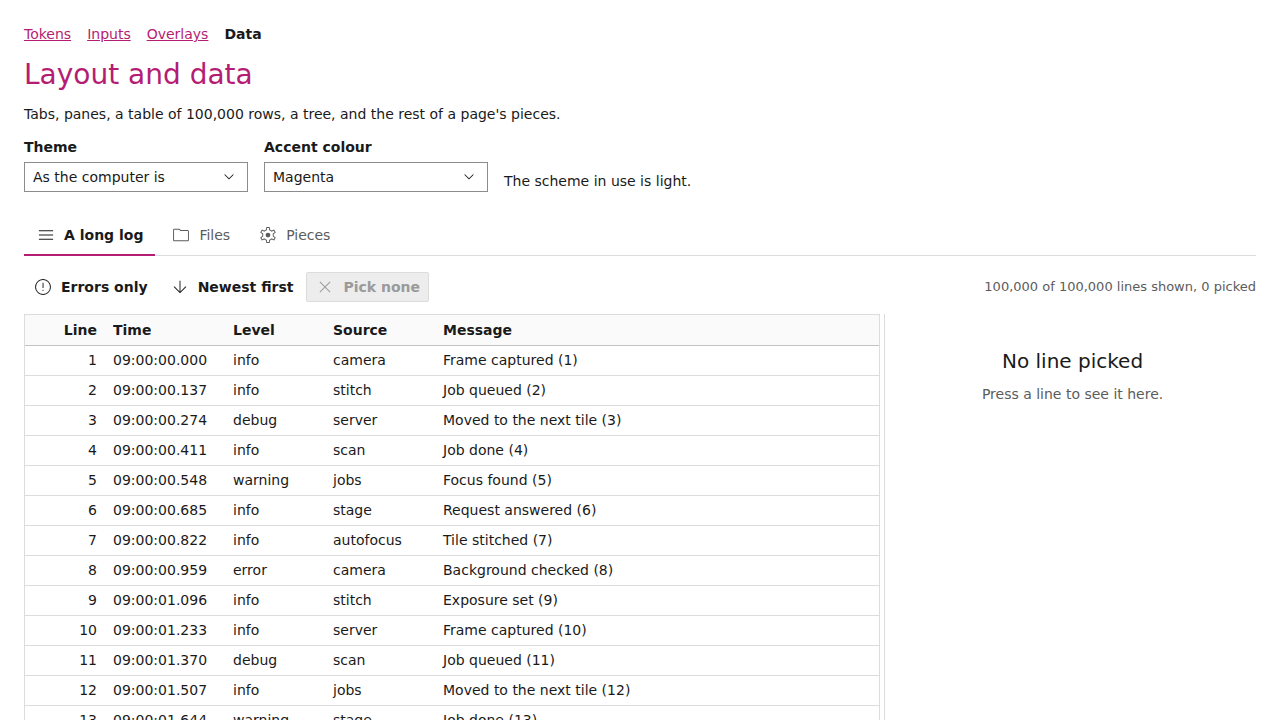 Tokens Inputs Overlays Data
Layout and data
Tabs, panes, a table of 100,000 rows, a tree, and the rest of a page's pieces.
Theme Accent colour
As the computer is Magenta The scheme in use is light.
A long log Files Pieces
Errors only Newest first Pick none 100,000 of 100,000 lines shown, 0 picked
Line Time Level Source Message
1 09:00:00.000 info camera Frame captured (1)
2 09:00:00.137 info stitch Job queued (2)
3 09:00:00.274 debug server Moved to the next tile (3)
4 09:00:00.411 info scan Job done (4)
5 09:00:00.548 warning jobs Focus found (5)
6 09:00:00.685 info stage Request answered (6)
7 09:00:00.822 info autofocus Tile stitched (7)
8 09:00:00.959 error camera Background checked (8)
9 09:00:01.096 info stitch Exposure set (9)
10 09:00:01.233 info server Frame captured (10)
11 09:00:01.370 debug scan Job queued (11)
12 09:00:01.507 info jobs Moved to the next tile (12)
13 09:00:01.644 warning stage Job done (13)
No line picked
Press a line to see it here.